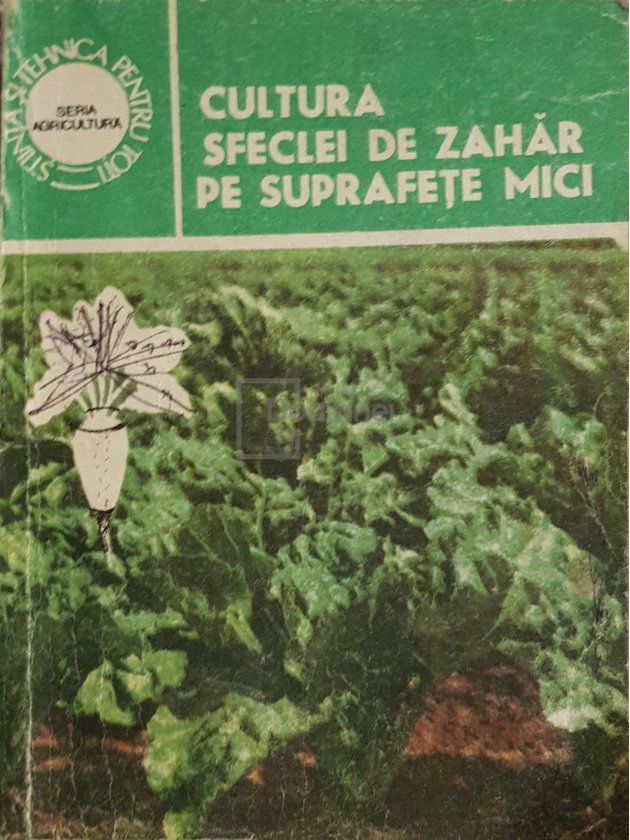 ȘTIINȚA ȘI TEHNICA PENTRU TOȚI
SERIA
AGRICULTURĂ
CULTURA
SFECLEI DE ZAHĂR
PE SUPRAFEȚE MICI